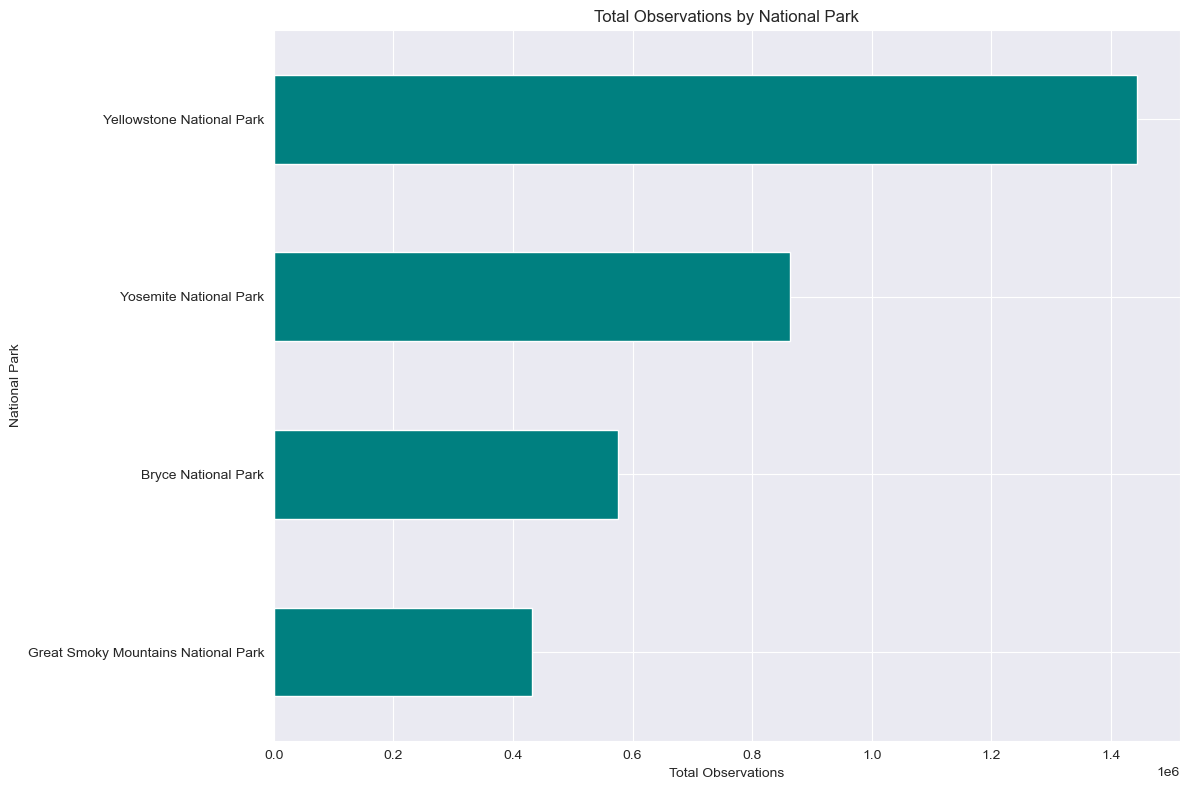 Total Observations by National Park
National Park
Yellowstone National Park
Yosemite National Park
Bryce National Park
Great Smoky Mountains National Park
0.0 0.2 0.4 0.6 0.8 1.0 1.2 1.4
1e6
Total Observations